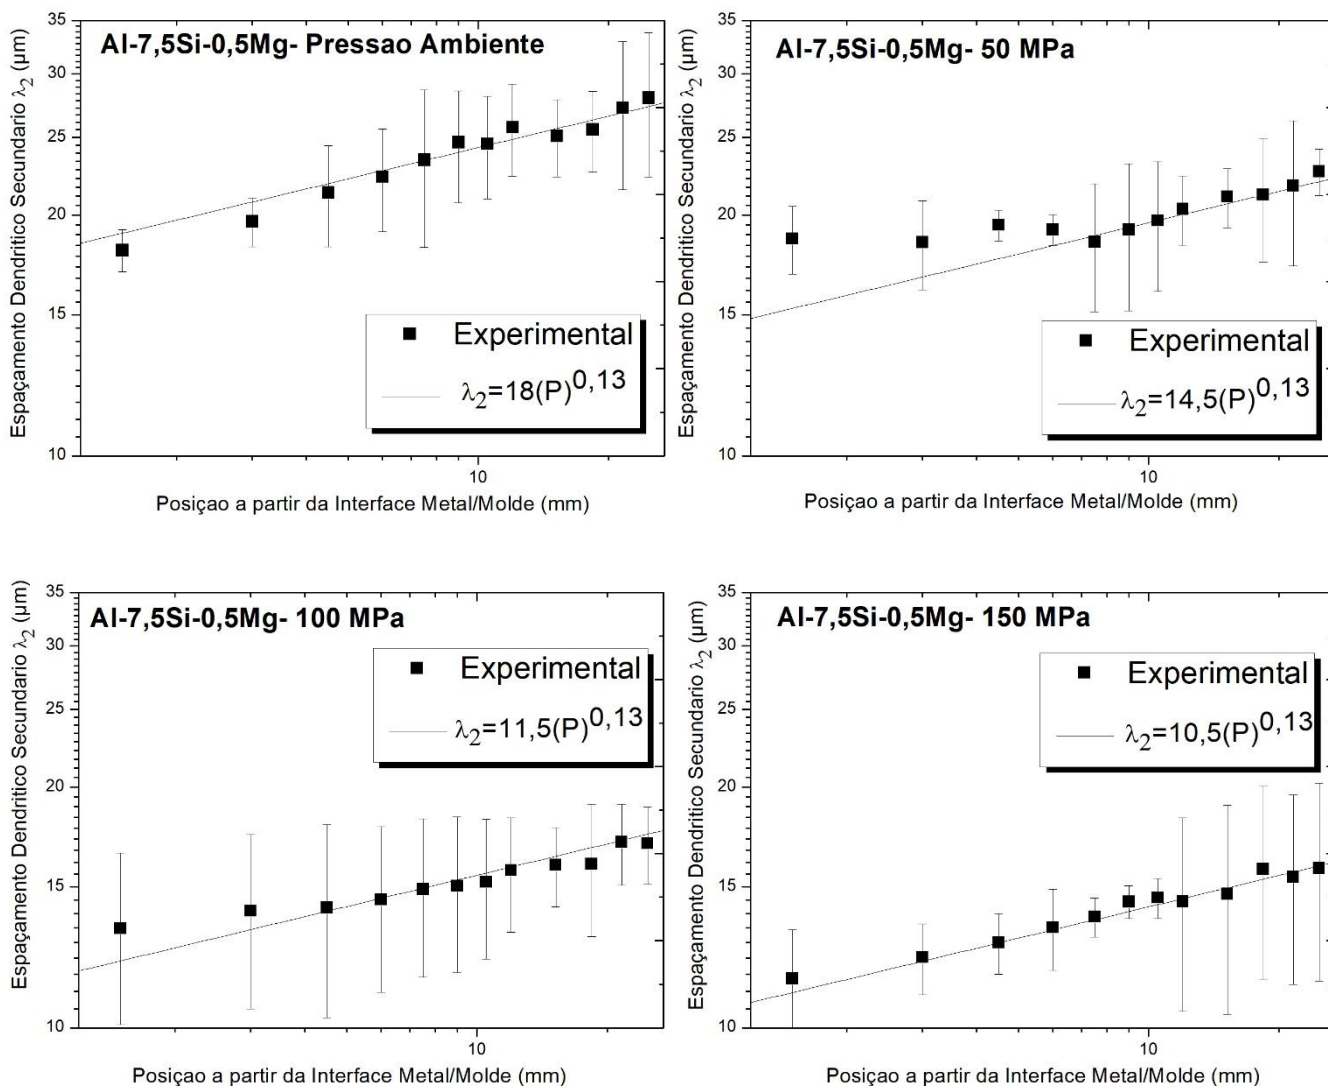 Al-7,5Si-0,5Mg- Pressao Ambiente
Espaçamento Dendritico Secundario λ2 (μm)
35
30
25
20
15
10
Experimental
λ2=18(P)0,13
10
Posiçao a partir da Interface Metal/Molde (mm)
Al-7,5Si-0,5Mg- 50 MPa
Espaçamento Dendritico Secundario λ2 (μm)
35
30
25
20
15
10
Experimental
λ2=14,5(P)0,13
10
Posiçao a partir da Interface Metal/Molde (mm)
Al-7,5Si-0,5Mg- 100 MPa
Espaçamento Dendritico Secundario λ2 (μm)
35
30
25
20
15
10
Experimental
λ2=11,5(P)0,13
10
Posiçao a partir da Interface Metal/Molde (mm)
Al-7,5Si-0,5Mg- 150 MPa
Espaçamento Dendritico Secundario λ2 (μm)
35
30
25
20
15
10
Experimental
λ2=10,5(P)0,13
10
Posiçao a partir da Interface Metal/Molde (mm)